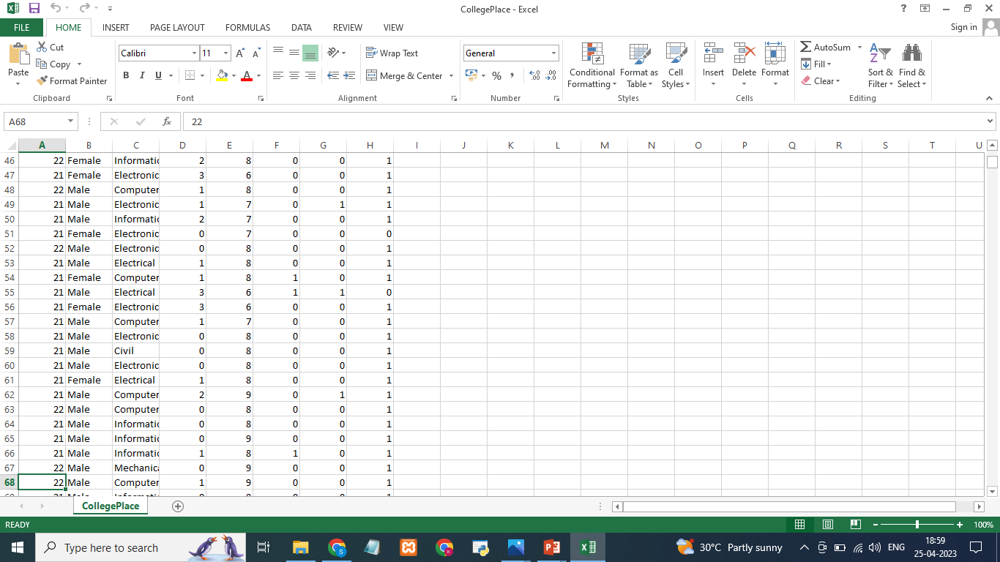 CollegePlace - Excel
FILE HOME INSERT PAGE LAYOUT FORMULAS DATA REVIEW VIEW Sign in
Paste Cut Copy Format Painter Clipboard
Calibri 11 B I U Font
Wrap Text Merge & Center Alignment
General % Number
Conditional Formatting Format as Table Cell Styles Styles
Insert Delete Format Cells
AutoSum Fill Clear Sort & Filter Find & Select Editing
A68 fx 22
A B C D E F G H I J K L M N O P Q R S T U
46 22 Female Informatic 2 8 0 0 1
47 21 Female Electronic 3 6 0 0 1
48 22 Male Computer 1 8 0 0 1
49 21 Male Electronic 1 7 0 1 1
50 21 Male Informatic 2 7 0 0 1
51 21 Female Electronic 0 7 0 0 0
52 22 Male Electronic 0 8 0 0 1
53 21 Male Electrical 1 8 0 0 1
54 21 Female Computer 1 8 1 0 1
55 21 Male Electrical 3 6 1 1 0
56 21 Female Electronic 3 6 0 0 1
57 21 Male Computer 1 7 0 0 1
58 21 Male Electronic 0 8 0 0 1
59 21 Male Civil 0 8 0 0 1
60 21 Male Electronic 0 8 0 0 1
61 21 Female Electrical 1 8 0 0 1
62 21 Male Computer 2 9 0 1 1
63 22 Male Computer 0 8 0 0 1
64 21 Male Informatic 0 8 0 0 1
65 21 Male Informatic 0 9 0 0 1
66 21 Male Informatic 1 8 1 0 1
67 22 Male Mechanica 0 9 0 0 1
68 22 Male Computer 1 9 0 0 1
CollegePlace
READY 100%
Type here to search 30°C Partly sunny ENG 18:59
25-04-2023